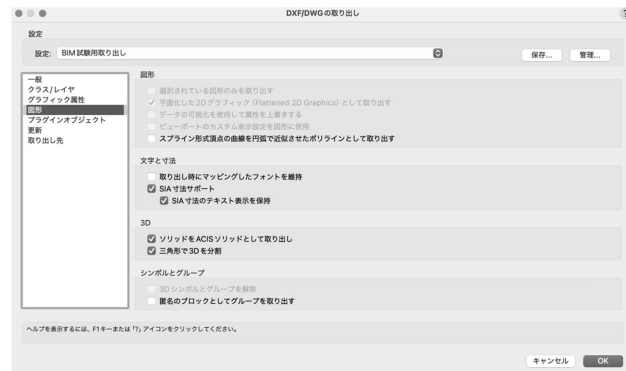 DXF/DWGの取り出し
?
設定
設定: BIM試験用取り出し
保存...
管理...
一般
クラス/レイヤ
グラフィック属性
図形
プラグインオブジェクト
更新
取り出し先
図形
選択されている図形のみを取り出す
平面化した2Dグラフィック (Flattened 2D Graphics) として取り出す
データの可視化を使用して属性を上書きする
ビューポートのカスタム表示設定を図形に使用
スプライン形式頂点の曲線を円弧で近似させたポリラインとして取り出す
文字と寸法
取り出し時にマッピングしたフォントを維持
SIA寸法サポート
SIA寸法のテキスト表示を保持
3D
ソリッドをACISソリッドとして取り出し
三角形で3Dを分割
シンボルとグループ
3Dシンボルとグループを解除
匿名のブロックとしてグループを取り出す
ヘルプを表示するには、F1キーまたは「?」アイコンをクリックしてください。
キャンセル
OK